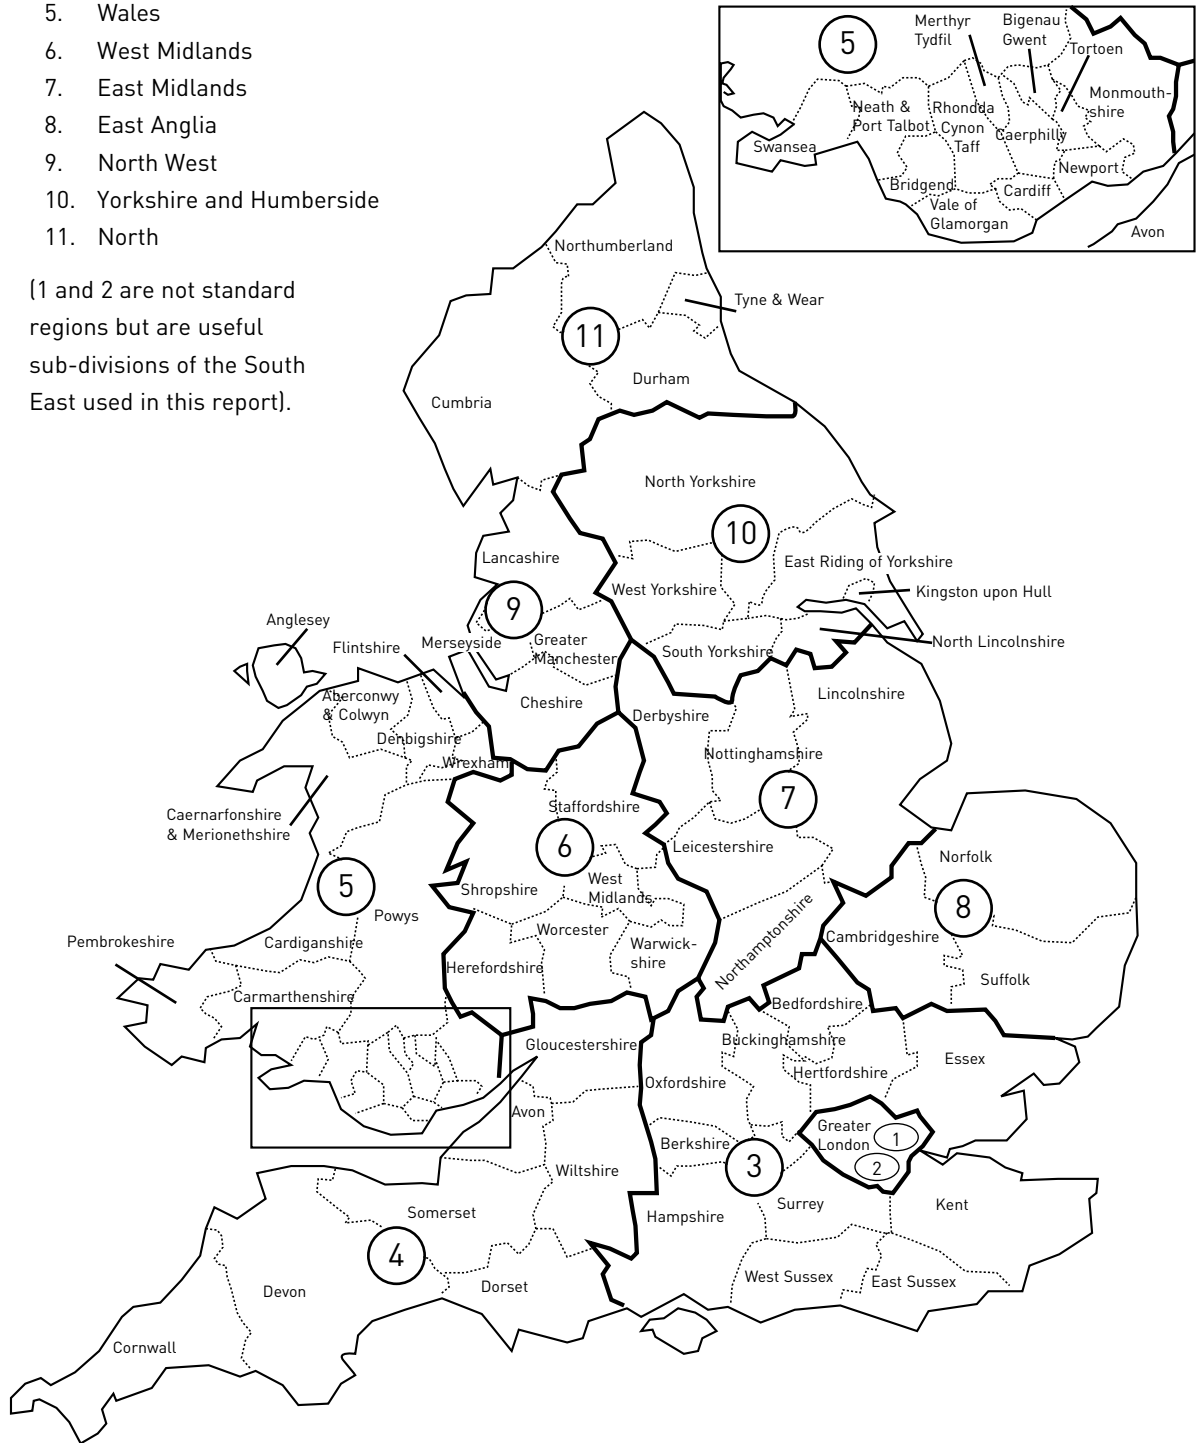 5. Wales
6. West Midlands
7. East Midlands
8. East Anglia
9. North West
10. Yorkshire and Humberside
11. North
(1 and 2 are not standard
regions but are useful
sub-divisions of the South
East used in this report).
5
Merthyr
Tydfil
Bigenau
Gwent
Tortoen
Monmouth-
shire
Neath &
Port Talbot
Rhondda
Cynon
Taff
Caerphilly
Swansea
Newport
Bridgend
Cardiff
Vale of
Glamorgan
Avon
Northumberland
Tyne & Wear
11
Durham
Cumbria
North Yorkshire
10
Lancashire
East Riding of Yorkshire
West Yorkshire
Kingston upon Hull
9
Anglesey
Flintshire
Merseyside
Greater
Manchester
South Yorkshire
North Lincolnshire
Aberconwy
& Colwyn
Cheshire
Derbyshire
Lincolnshire
Denbigshire
Wrexham
Nottinghamshire
7
Caernarfonshire
& Merionethshire
Staffordshire
6
Leicestershire
Norfolk
5
Shropshire
West
Midlands
8
Powys
Northamptonshire
Pembrokeshire
Cardiganshire
Worcester
Warwick-
shire
Cambridgeshire
Herefordshire
Suffolk
Carmarthenshire
Bedfordshire
Gloucestershire
Buckinghamshire
Essex
Oxfordshire
Hertfordshire
Avon
Greater
London
1
2
Berkshire
3
Wiltshire
Somerset
Hampshire
Surrey
Kent
4
Devon
Dorset
West Sussex
East Sussex
Cornwall